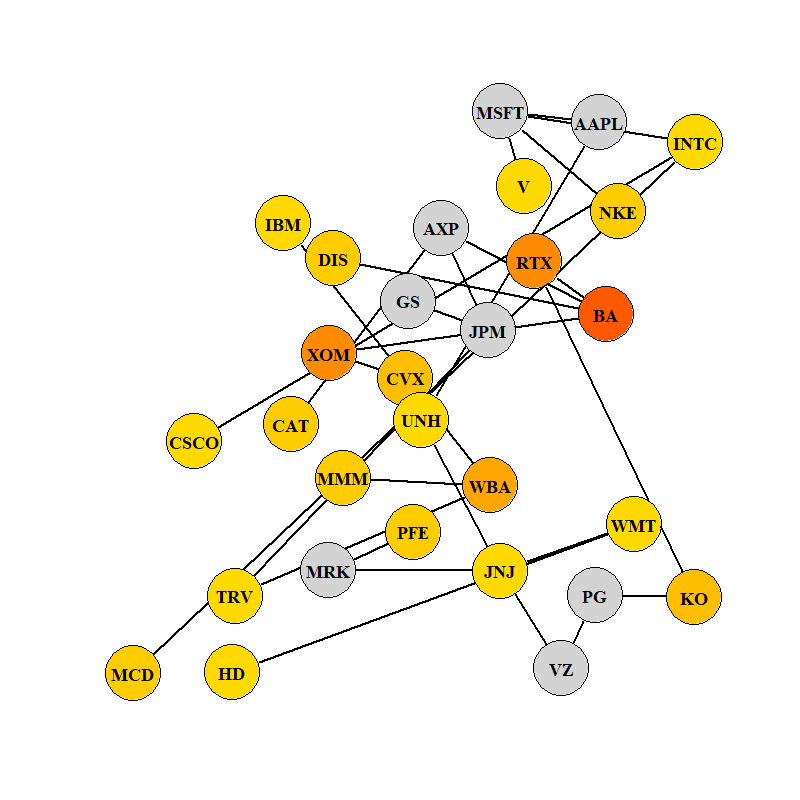 MSFT
AAPL
INTC
V
NKE
IBM
AXP
DIS
RTX
GS
BA
JPM
XOM
CVX
CAT
UNH
CSCO
MMM
WBA
WMT
PFE
MRK
JNJ
TRV
PG
KO
VZ
MCD
HD